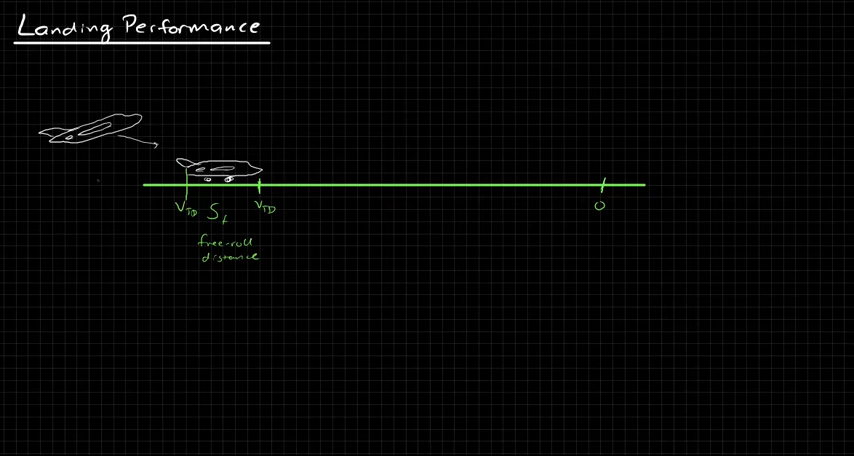 Landing Performance
V_TD S_f V_TD 0
free-roll
distance